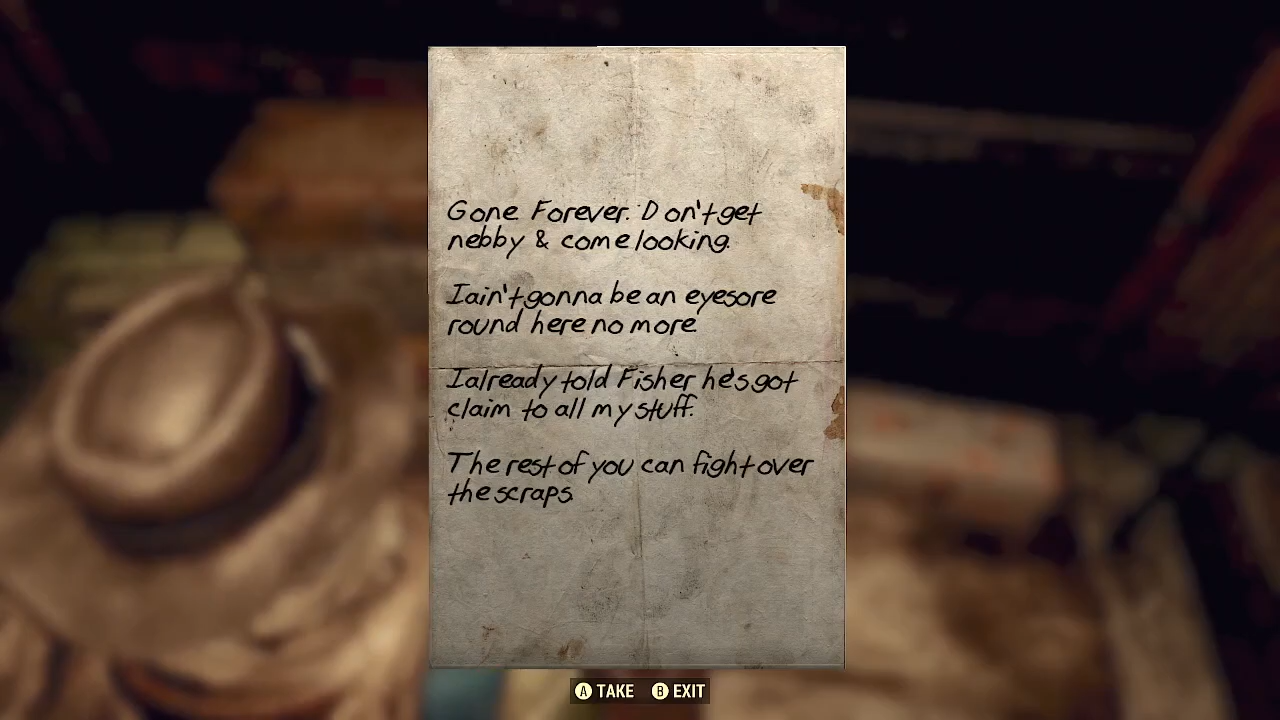 Gone Forever. Don't get
nebby & come looking.
I ain't gonna be an eyesore
round here no more
I already told Fisher he's got
claim to all my stuff.
The rest of you can fight over
the scraps.
A TAKE B EXIT